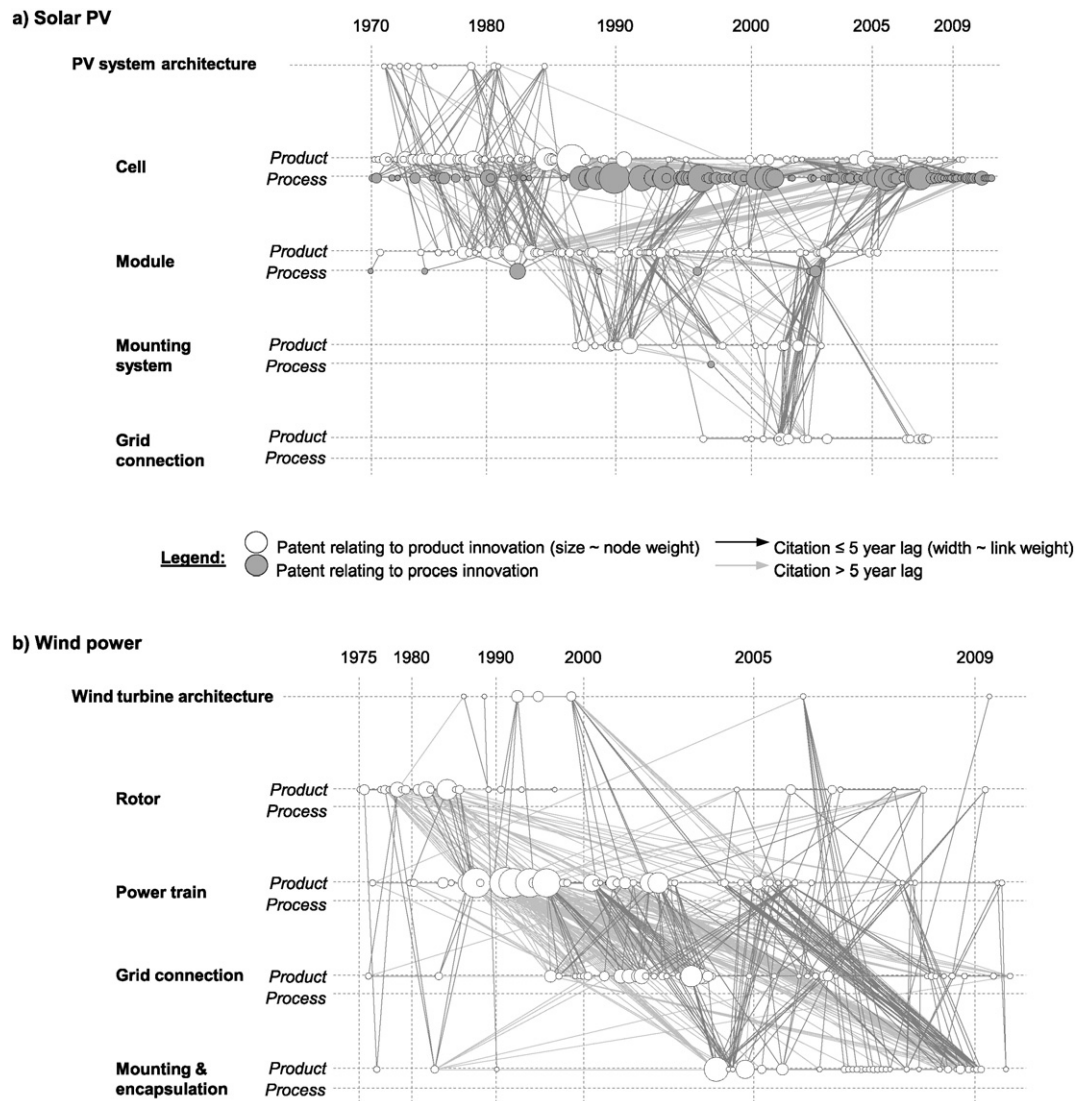 a) Solar PV
1970 1980 1990 2000 2005 2009
PV system architecture
Cell
Product
Process
Module
Product
Process
Mounting
system
Product
Process
Grid
connection
Product
Process
Legend:
Patent relating to product innovation (size ~ node weight)
Citation ≤ 5 year lag (width ~ link weight)
Patent relating to proces innovation
Citation > 5 year lag
b) Wind power
1975 1980 1990 2000 2005 2009
Wind turbine architecture
Rotor
Product
Process
Power train
Product
Process
Grid connection
Product
Process
Mounting &
encapsulation
Product
Process